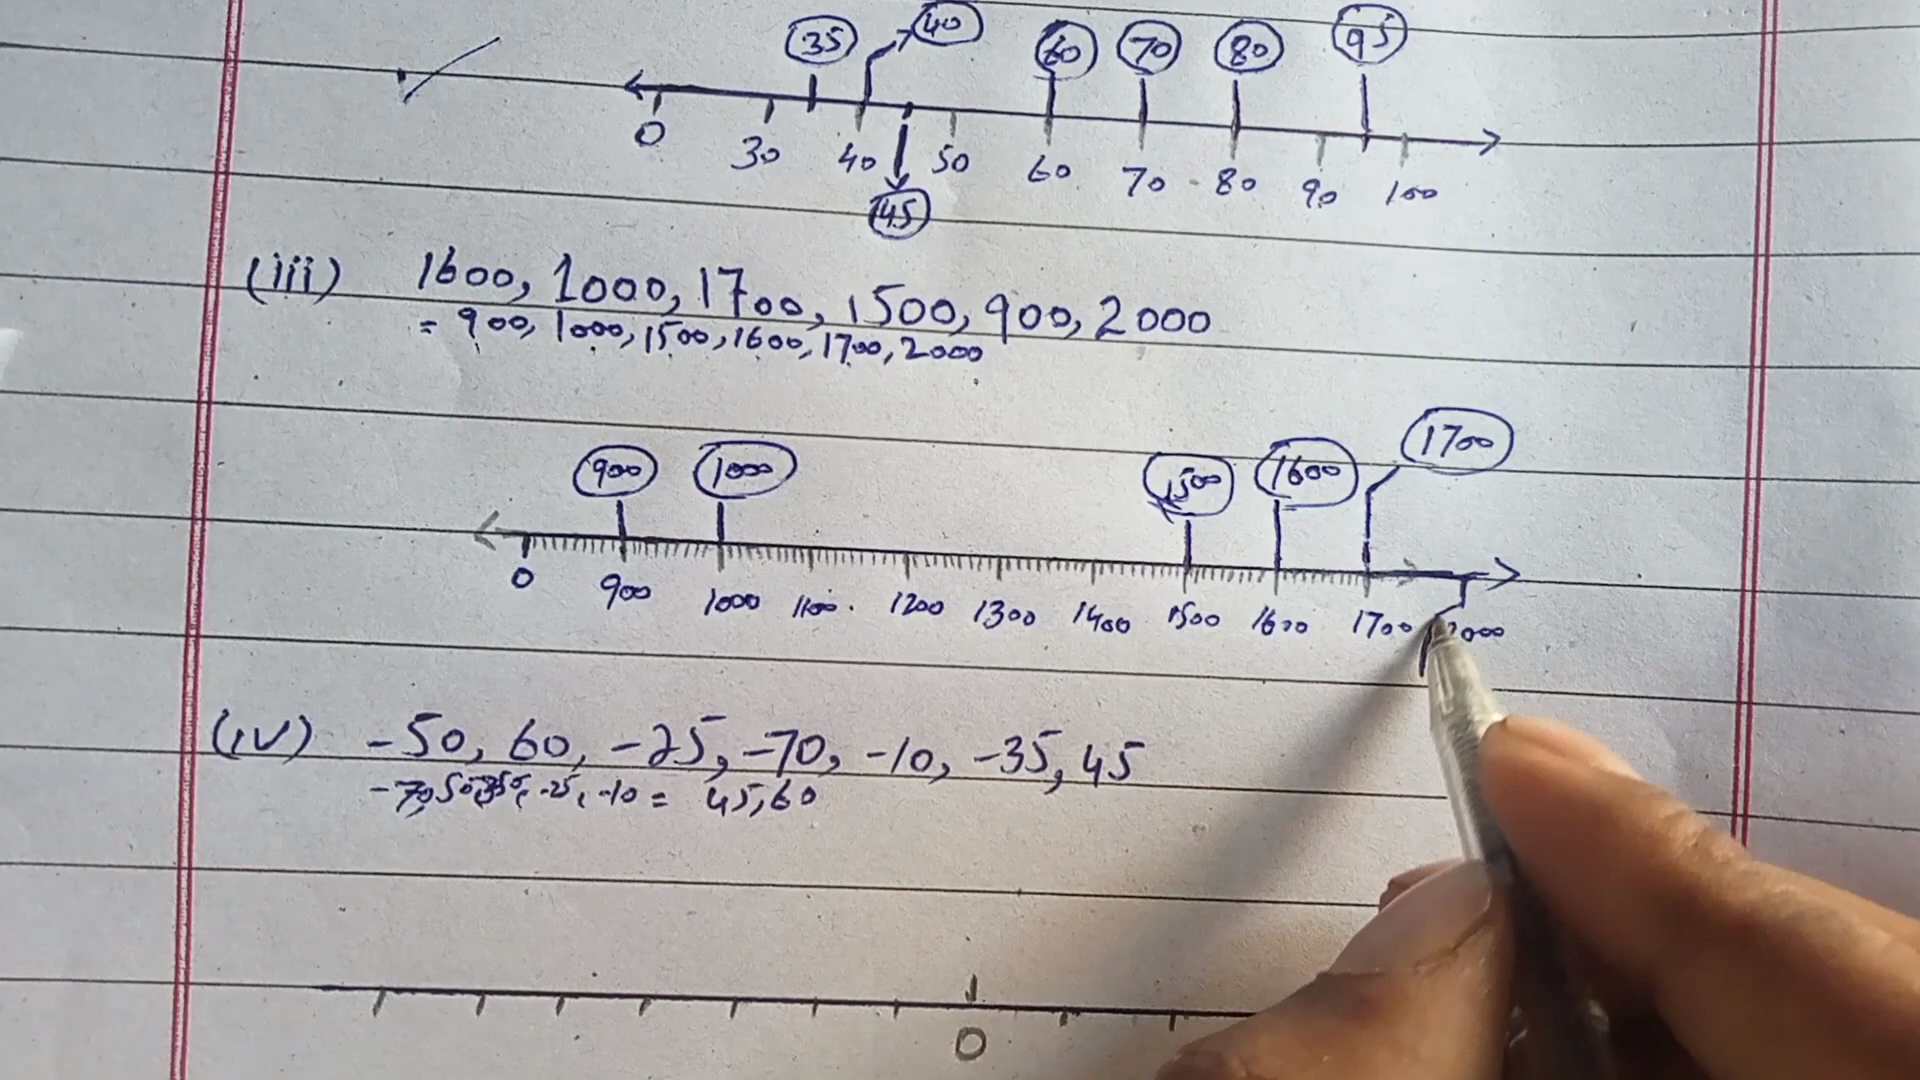 35 40 60 70 80 95
0 30 40 50 60 70 80 90 100
45
(iii) 1600, 1000, 1700, 1500, 900, 2000
= 900, 1000, 1500, 1600, 1700, 2000
900 1000 1500 1600 1700
0 900 1000 1100 1200 1300 1400 1500 1600 1700 2000
(iv) -50, 60, -25, -70, -10, -35, 45
-70, -25, -10 = 45, 60
0